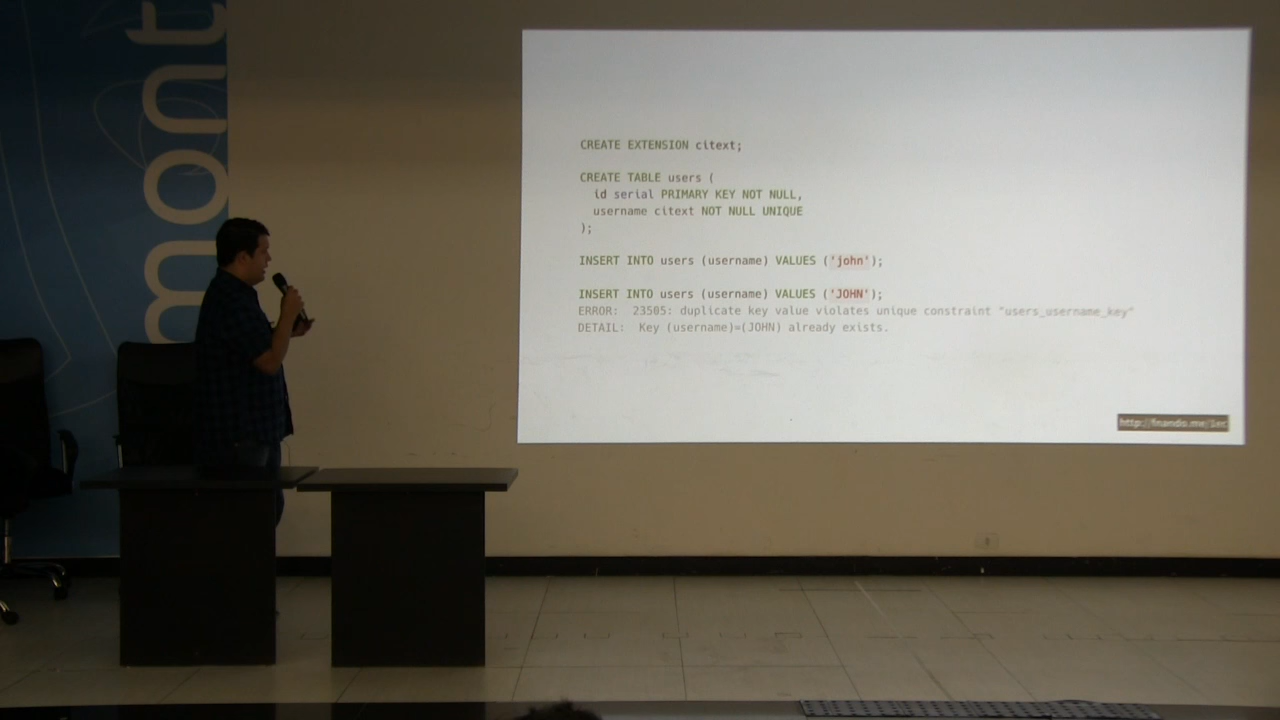 mont
CREATE EXTENSION citext;
CREATE TABLE users (
id serial PRIMARY KEY NOT NULL,
username citext NOT NULL UNIQUE
);
INSERT INTO users (username) VALUES ('john');
INSERT INTO users (username) VALUES ('JOHN');
ERROR: 23505: duplicate key value violates unique constraint "users_username_key"
DETAIL: Key (username)=(JOHN) already exists.